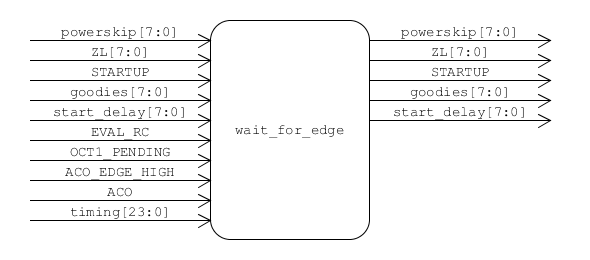 powerskip[7:0]
ZL[7:0]
STARTUP
goodies[7:0]
start_delay[7:0]
EVAL_RC
OCT1_PENDING
ACO_EDGE_HIGH
ACO
timing[23:0]
wait_for_edge
powerskip[7:0]
ZL[7:0]
STARTUP
goodies[7:0]
start_delay[7:0]